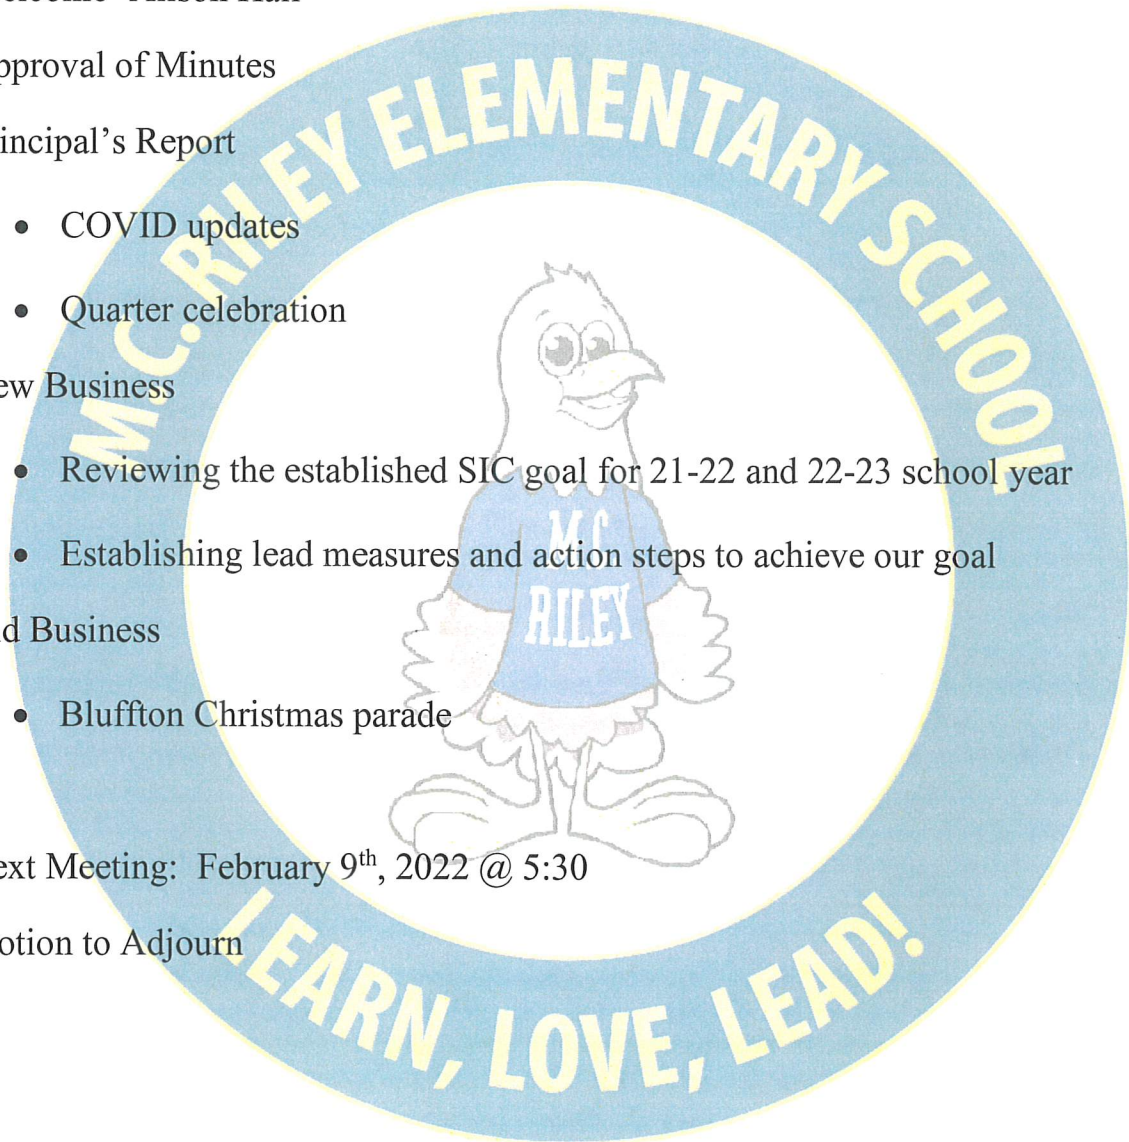 pproval of Minutes
incipal's Report
• COVID updates
• Quarter celebration
ew Business
• Reviewing the established SIC goal for 21-22 and 22-23 school year
• Establishing lead measures and action steps to achieve our goal
d Business
• Bluffton Christmas parade
ext Meeting: February 9th, 2022 @ 5:30
otion to Adjourn
M.C. RILEY ELEMENTARY SCHOOL
M C
RILEY
LEARN, LOVE, LEAD!